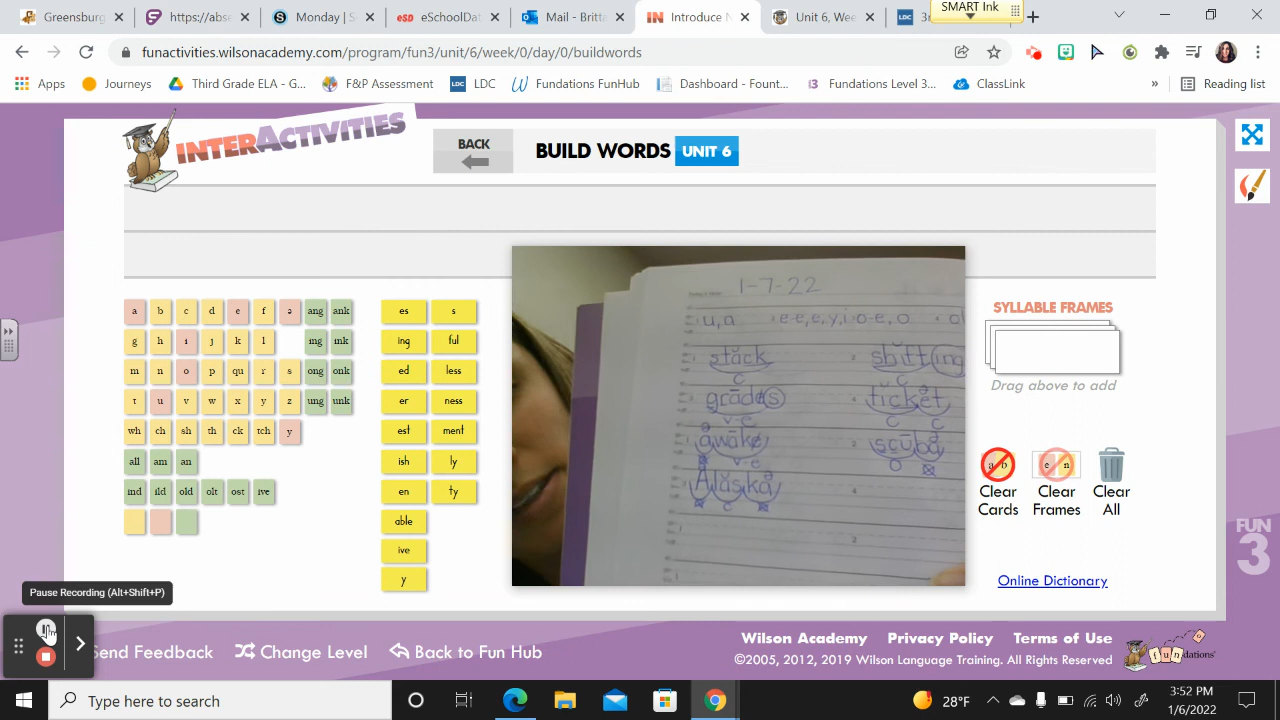 Greensburg
https://cabse
Monday | S
eSchoolDat
Mail - Britte
Introduce N
Unit 6, Wee
SMART Ink
funactivities.wilsonacademy.com/program/fun3/unit/6/week/0/day/0/buildwords
Apps Journeys Third Grade ELA - G... F&P Assessment LDC Fundations FunHub Dashboard - Fount... Fundations Level 3... ClassLink » Reading list
INTERACTIVITIES
BACK
BUILD WORDS UNIT 6
1-7-22
u, a e-e, e, y, i o-e, o
stack shifting
grades ticket
awake scuba
Alaska
a b c d e f ə ang ank
g h i j k l ing ink
m n o p qu r s ong onk
t u v w x y z ung unk
wh ch sh th ck tch y
all am an
ind ild old olt ost ive
es s
ing ful
ed less
er ness
est ment
ish ly
en ty
able
ive
y
SYLLABLE FRAMES
Drag above to add
Clear Cards
Clear Frames
Clear All
Online Dictionary
FUN 3
Pause Recording (Alt+Shift+P)
Send Feedback Change Level Back to Fun Hub
Wilson Academy Privacy Policy Terms of Use
©2005, 2012, 2019 Wilson Language Training. All Rights Reserved
fundations
Type here to search
28°F
3:52 PM
1/6/2022